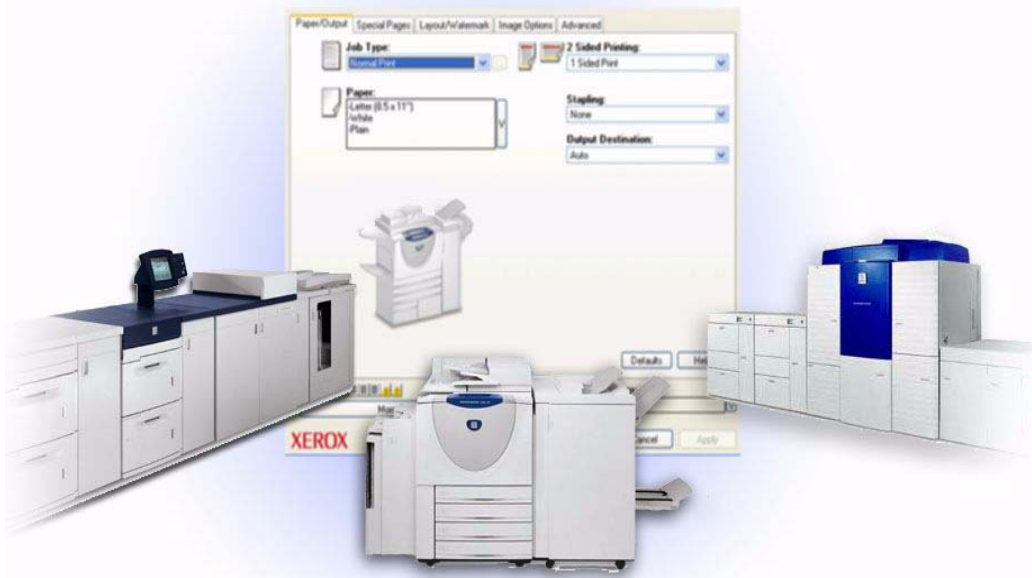 Paper/Output Special Pages Layout/Watermark Image Options Advanced
Job Type:
Normal Print
2 Sided Printing:
1 Sided Print
Paper:
-Letter (8.5 x 11")
-White
-Plain
Stapling:
None
Output Destination:
Auto
Defaults
XEROX
Apply